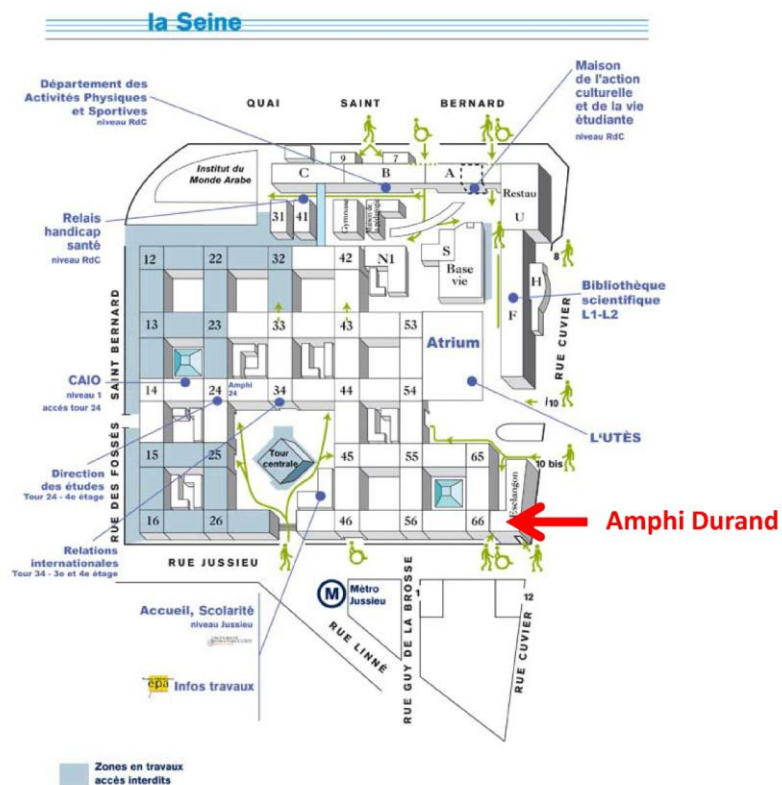 la Seine
Département des
Activités Physiques
et Sportives
niveau RdC
QUAI SAINT BERNARD
Maison
de l'action
culturelle
et de la vie
étudiante
niveau RdC
Institut du
Monde Arabe
9
7
C
B
A
Restau
U
Relais
handicap
santé
niveau RdC
31
41
Gymnase
S
Base
vie
12
22
32
42
N1
8
H
F
Bibliothèque
scientifique
L1-L2
RUE CUVIER
13
23
33
43
53
Atrium
SAINT BERNARD
CAIO
niveau 1
accès tour 24
14
24
Amphi
24
34
44
54
10
L'UTÈS
RUE DES FOSSÉS
15
25
Tour
centrale
45
55
65
10 bis
Esclangon
Direction
des études
Tour 24 - 4e étage
16
26
46
56
66
Amphi Durand
Relations
internationales
Tour 34 - 3e et 4e étage
RUE JUSSIEU
M
Métro
Jussieu
1
12
Accueil, Scolarité
niveau Jussieu
RUE LINNÉ
RUE GUY DE LA BROSSE
RUE CUVIER
epa
Infos travaux
Zones en travaux
accès interdits